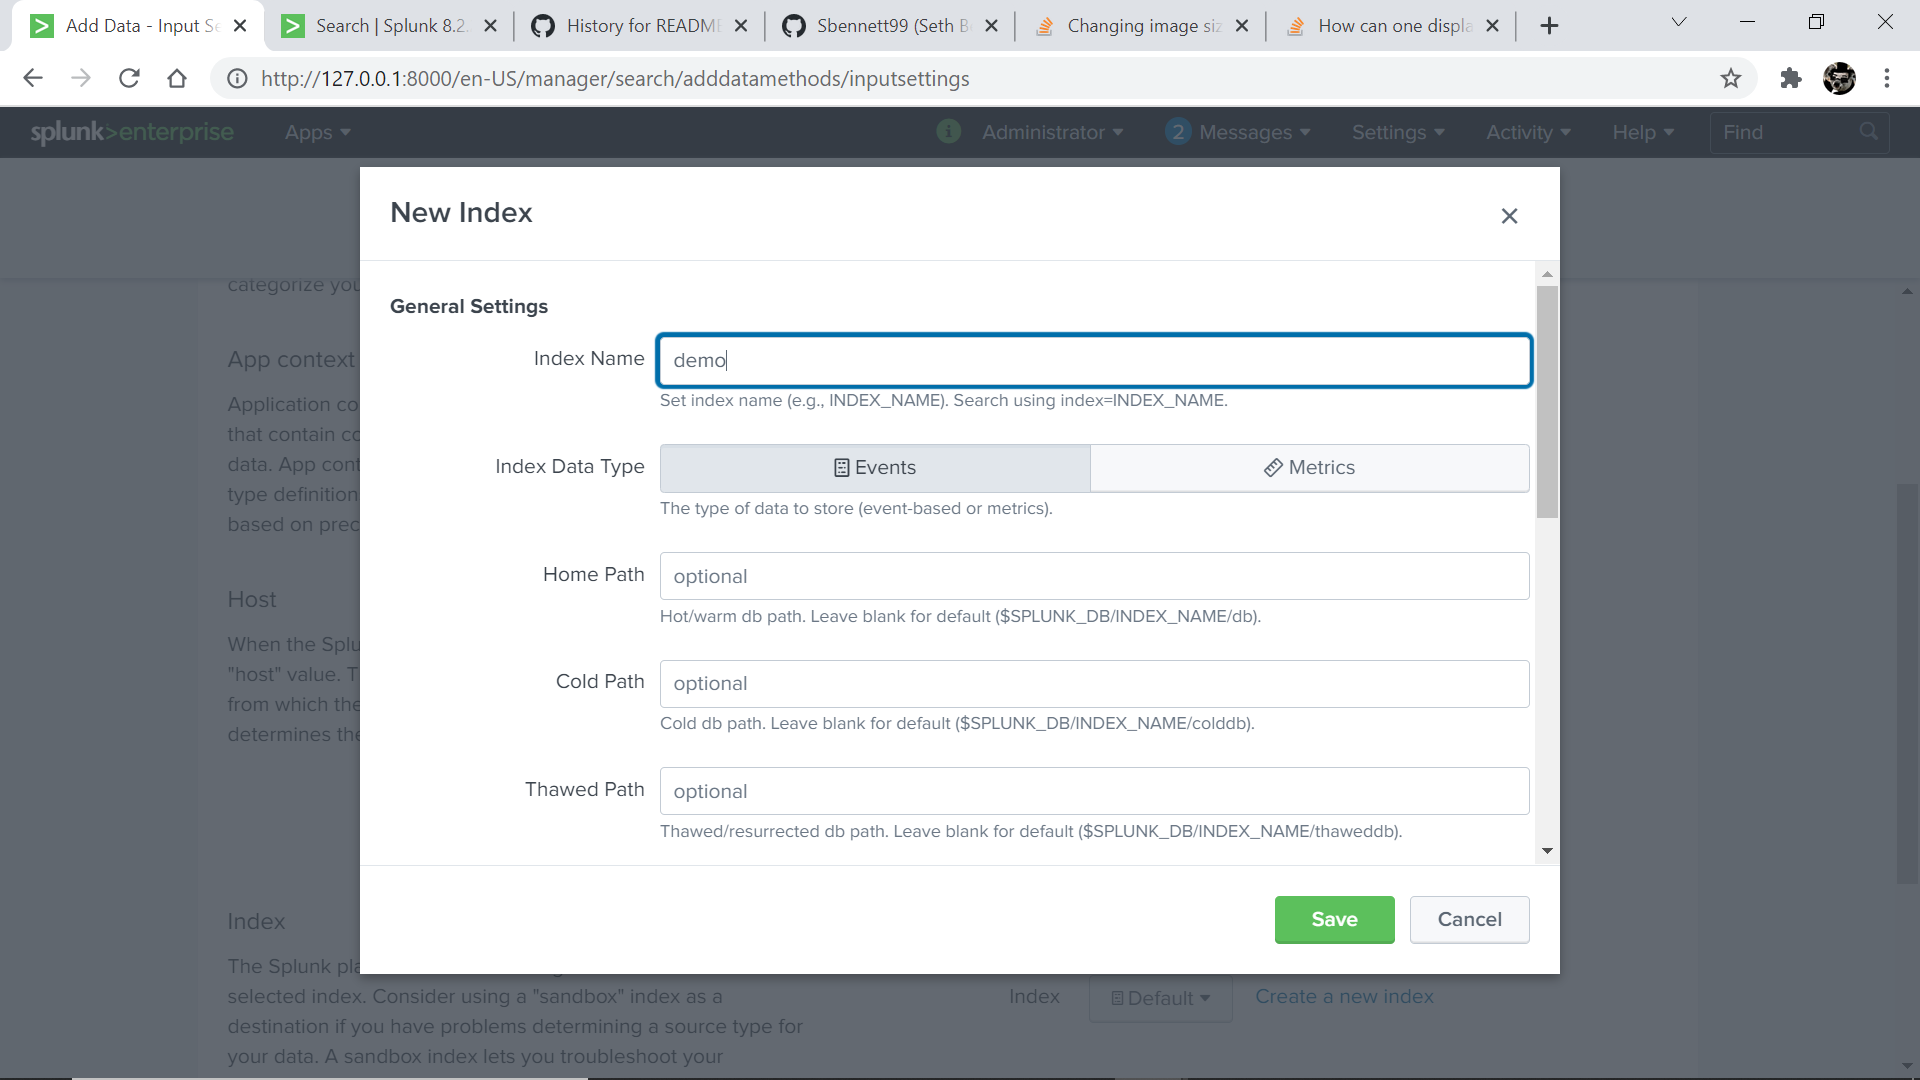 Add Data - Input Se
Search | Splunk 8.2.
History for README
Sbennett99 (Seth Be
Changing image siz
How can one displa
http://127.0.0.1:8000/en-US/manager/search/adddatamethods/inputsettings
splunk>enterprise
Apps
i
Administrator
2
Messages
Settings
Activity
Help
Find
New Index
categorize you
General Settings
App context
Index Name
demo
Set index name (e.g., INDEX_NAME). Search using index=INDEX_NAME.
Application co
that contain co
data. App cont
type definition
based on prec
Index Data Type
Events
Metrics
The type of data to store (event-based or metrics).
Home Path
optional
Hot/warm db path. Leave blank for default ($SPLUNK_DB/INDEX_NAME/db).
Host
When the Splu
"host" value. T
from which the
determines the
Cold Path
optional
Cold db path. Leave blank for default ($SPLUNK_DB/INDEX_NAME/colddb).
Thawed Path
optional
Thawed/resurrected db path. Leave blank for default ($SPLUNK_DB/INDEX_NAME/thaweddb).
Save
Cancel
Index
The Splunk pla
selected index. Consider using a "sandbox" index as a
destination if you have problems determining a source type for
your data. A sandbox index lets you troubleshoot your
Index
Default
Create a new index